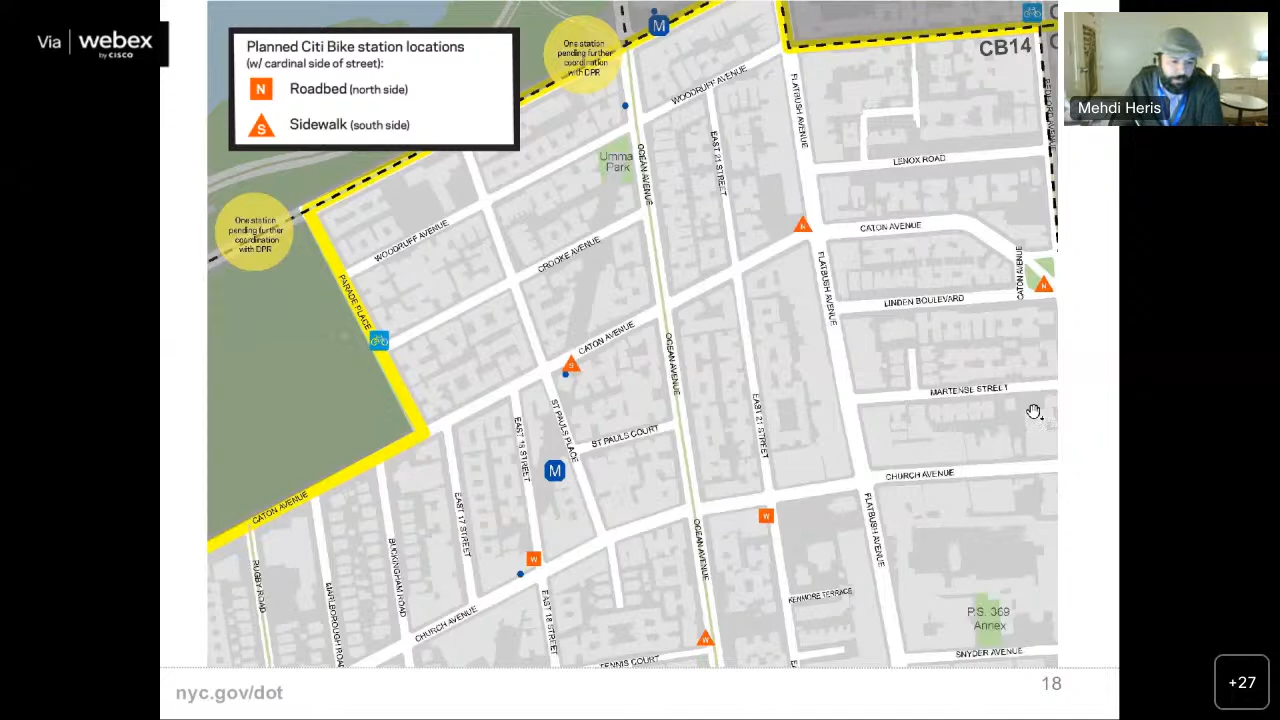 Via webex
by CISCO
Planned Citi Bike station locations
(w/ cardinal side of street):
N Roadbed (north side)
S Sidewalk (south side)
One station
pending further
coordination
with DPR
M
CB14
Mehdi Heris
WOODRUFF AVENUE
FLATBUSH AVENUE
EAST 21 STREET
OCEAN AVENUE
Umma
Park
LENOX ROAD
One station
pending further
coordination
with DPR
WOODRUFF AVENUE
CROOKE AVENUE
N
CATON AVENUE
FLATBUSH AVENUE
CATON AVENUE
N
PARADE PLACE
LINDEN BOULEVARD
CATON AVENUE
S
OCEAN AVENUE
MARTENSE STREET
EAST 21 STREET
ST PAULS PLACE
EAST 18 STREET
ST PAULS COURT
M
CHURCH AVENUE
CATON AVENUE
EAST 17 STREET
FLATBUSH AVENUE
W
OCEAN AVENUE
W
BUCKINGHAM ROAD
RUGBY ROAD
MARLBOROUGH ROAD
EAST 18 STREET
KENMORE TERRACE
CHURCH AVENUE
P.S. 369
Annex
W
TENNIS COURT
SNYDER AVENUE
nyc.gov/dot
18
+27